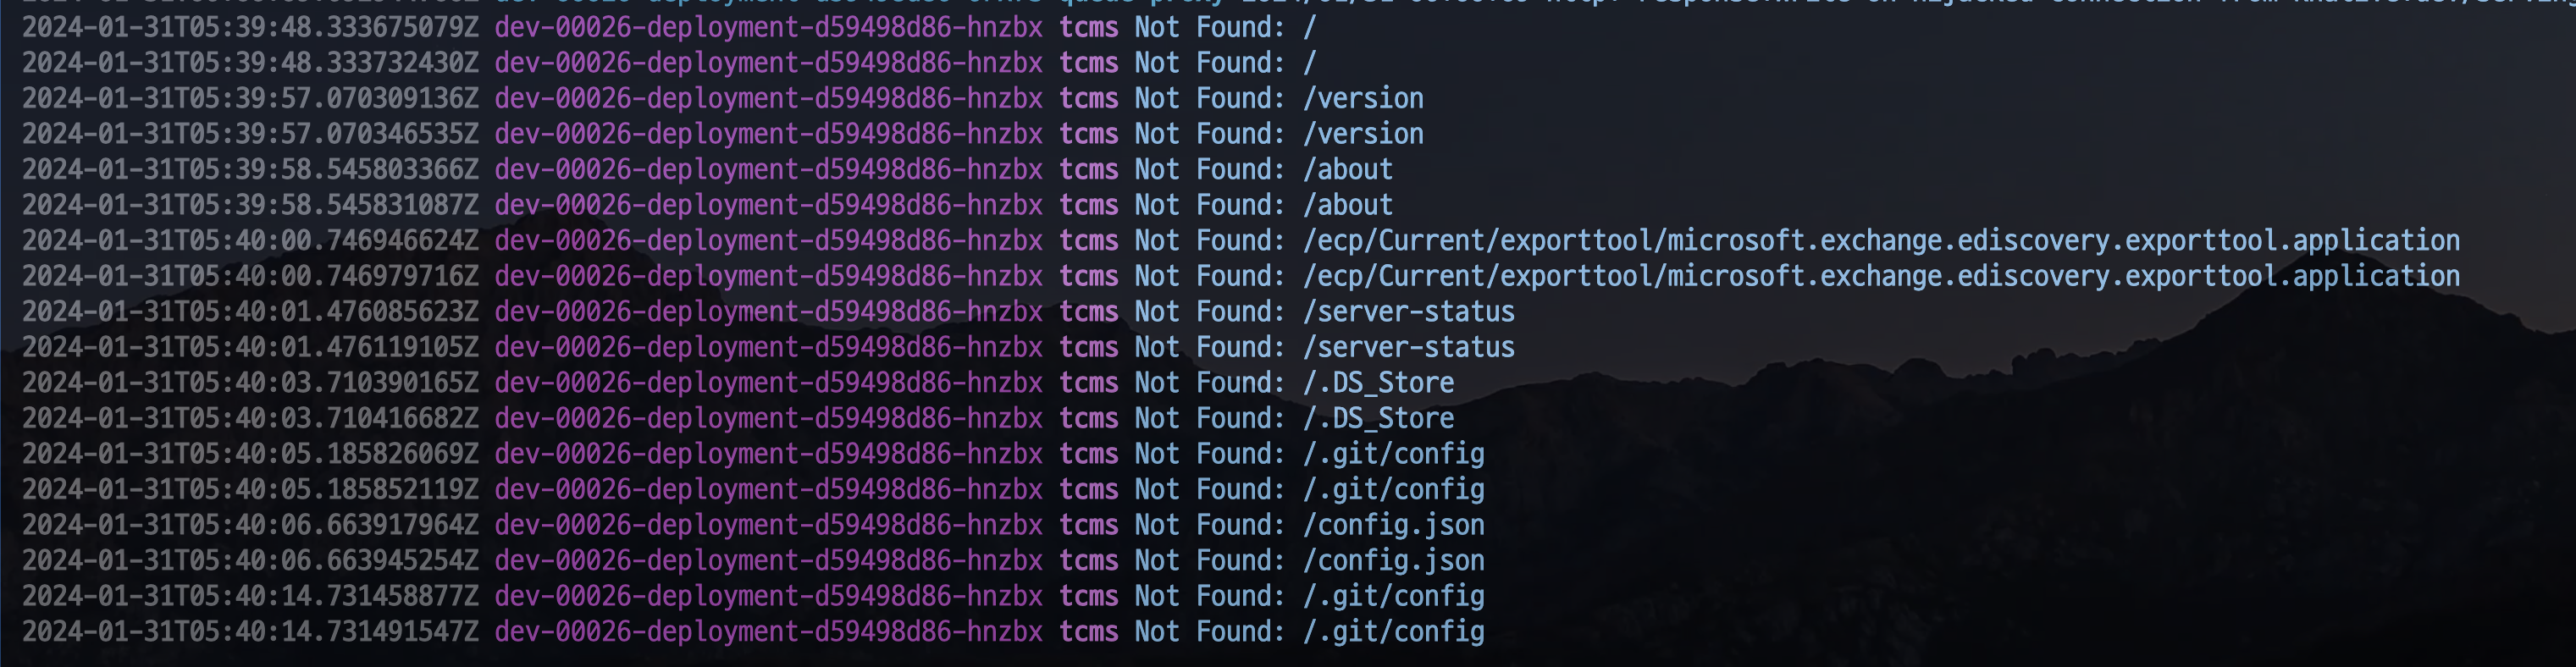 2024-01-31T05:39:48.333675079Z dev-00026-deployment-d59498d86-hnzbx tcms Not Found: /
2024-01-31T05:39:48.333732430Z dev-00026-deployment-d59498d86-hnzbx tcms Not Found: /
2024-01-31T05:39:57.070309136Z dev-00026-deployment-d59498d86-hnzbx tcms Not Found: /version
2024-01-31T05:39:57.070346535Z dev-00026-deployment-d59498d86-hnzbx tcms Not Found: /version
2024-01-31T05:39:58.545803366Z dev-00026-deployment-d59498d86-hnzbx tcms Not Found: /about
2024-01-31T05:39:58.545831087Z dev-00026-deployment-d59498d86-hnzbx tcms Not Found: /about
2024-01-31T05:40:00.746946624Z dev-00026-deployment-d59498d86-hnzbx tcms Not Found: /ecp/Current/exporttool/microsoft.exchange.ediscovery.exporttool.application
2024-01-31T05:40:00.746979716Z dev-00026-deployment-d59498d86-hnzbx tcms Not Found: /ecp/Current/exporttool/microsoft.exchange.ediscovery.exporttool.application
2024-01-31T05:40:01.476085623Z dev-00026-deployment-d59498d86-hnzbx tcms Not Found: /server-status
2024-01-31T05:40:01.476119105Z dev-00026-deployment-d59498d86-hnzbx tcms Not Found: /server-status
2024-01-31T05:40:03.710390165Z dev-00026-deployment-d59498d86-hnzbx tcms Not Found: /.DS_Store
2024-01-31T05:40:03.710416682Z dev-00026-deployment-d59498d86-hnzbx tcms Not Found: /.DS_Store
2024-01-31T05:40:05.185826069Z dev-00026-deployment-d59498d86-hnzbx tcms Not Found: /.git/config
2024-01-31T05:40:05.185852119Z dev-00026-deployment-d59498d86-hnzbx tcms Not Found: /.git/config
2024-01-31T05:40:06.663917964Z dev-00026-deployment-d59498d86-hnzbx tcms Not Found: /config.json
2024-01-31T05:40:06.663945254Z dev-00026-deployment-d59498d86-hnzbx tcms Not Found: /config.json
2024-01-31T05:40:14.731458877Z dev-00026-deployment-d59498d86-hnzbx tcms Not Found: /.git/config
2024-01-31T05:40:14.731491547Z dev-00026-deployment-d59498d86-hnzbx tcms Not Found: /.git/config